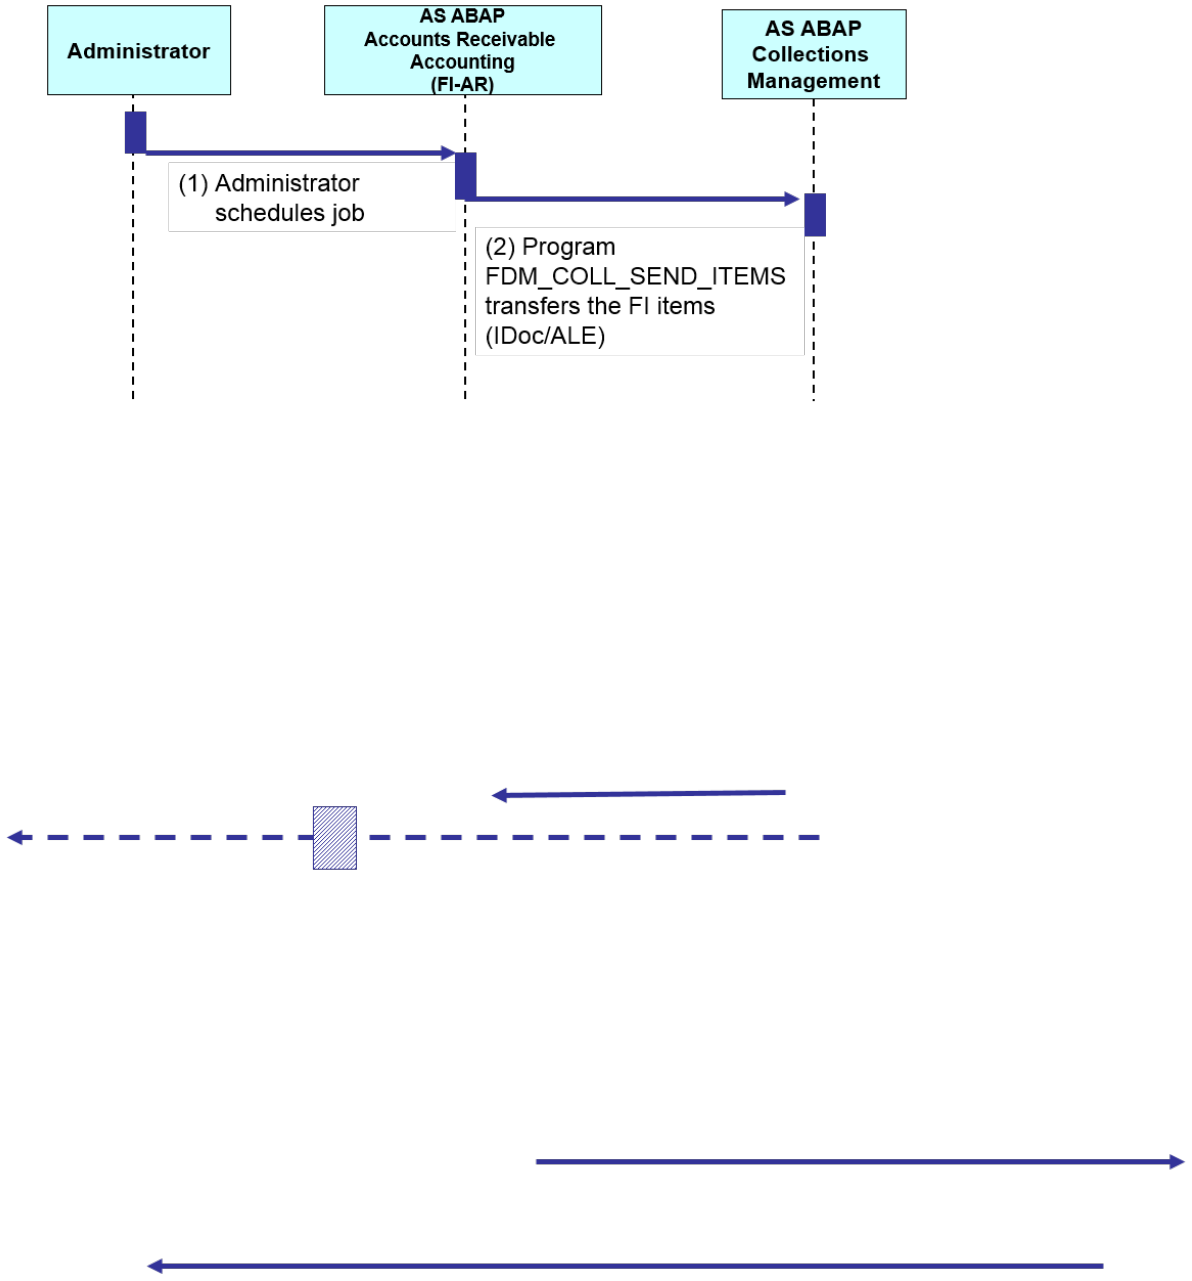 Administrator
AS ABAP
Accounts Receivable
Accounting
(FI-AR)
AS ABAP
Collections
Management
(1) Administrator
schedules job
(2) Program
FDM_COLL_SEND_ITEMS
transfers the FI items
(IDoc/ALE)